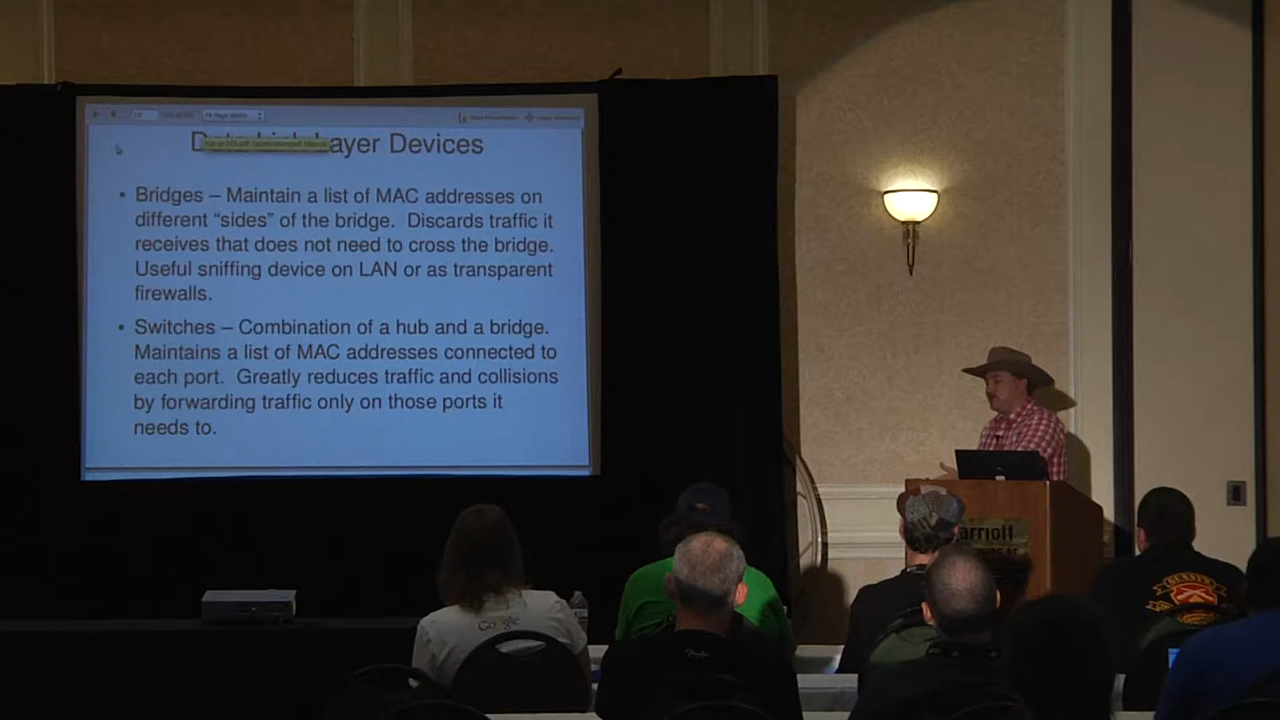 Layer Devices
• Bridges – Maintain a list of MAC addresses on
different “sides” of the bridge. Discards traffic it
receives that does not need to cross the bridge.
Useful sniffing device on LAN or as transparent
firewalls.
• Switches – Combination of a hub and a bridge.
Maintains a list of MAC addresses connected to
each port. Greatly reduces traffic and collisions
by forwarding traffic only on those ports it
needs to.
arriott
Google
Fender